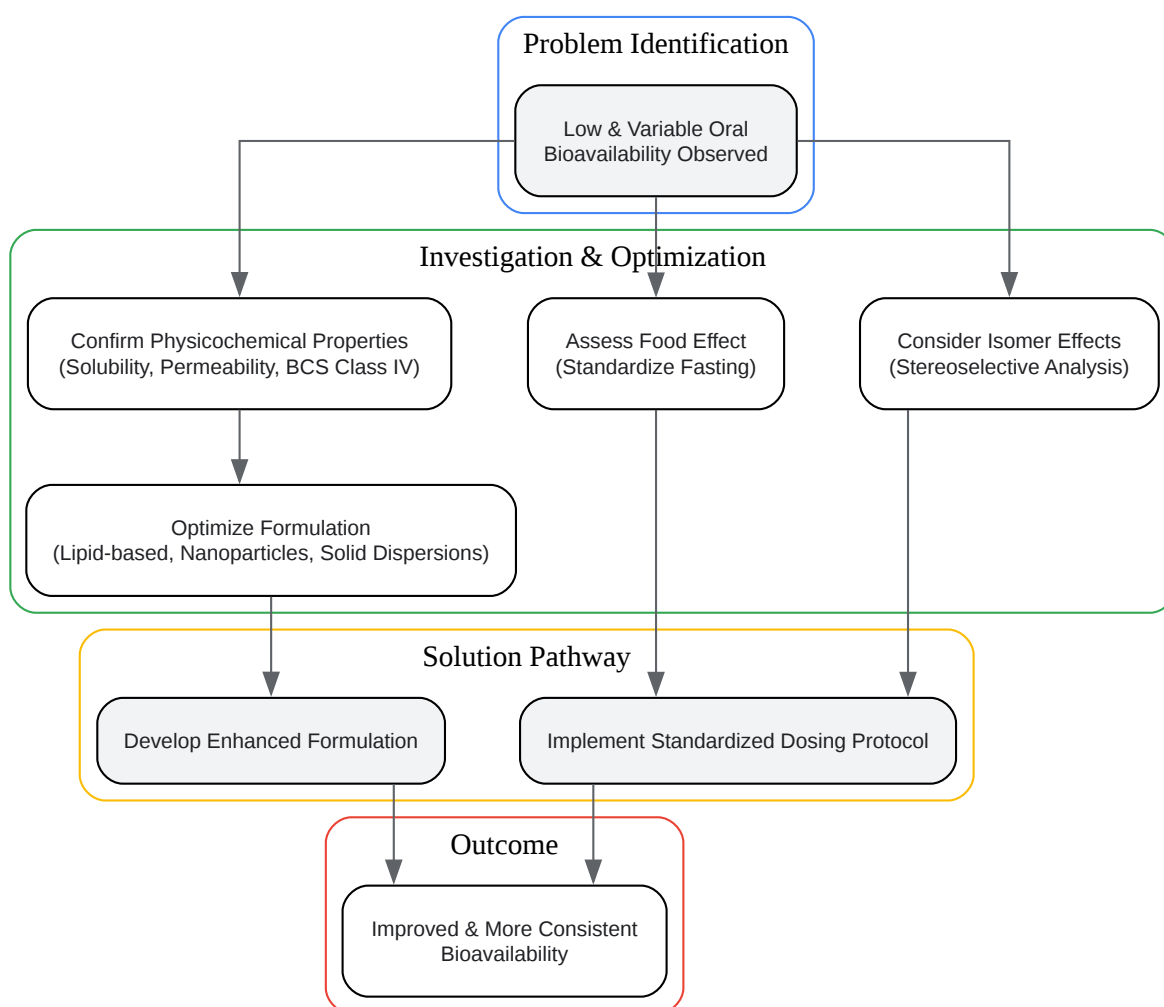 Problem Identification
Low & Variable Oral
Bioavailability Observed
Investigation & Optimization
Confirm Physicochemical Properties
(Solubility, Permeability, BCS Class IV)
Assess Food Effect
(Standardize Fasting)
Consider Isomer Effects
(Stereoselective Analysis)
Optimize Formulation
(Lipid-based, Nanoparticles, Solid Dispersions)
Solution Pathway
Develop Enhanced Formulation
Implement Standardized Dosing Protocol
Outcome
Improved & More Consistent
Bioavailability